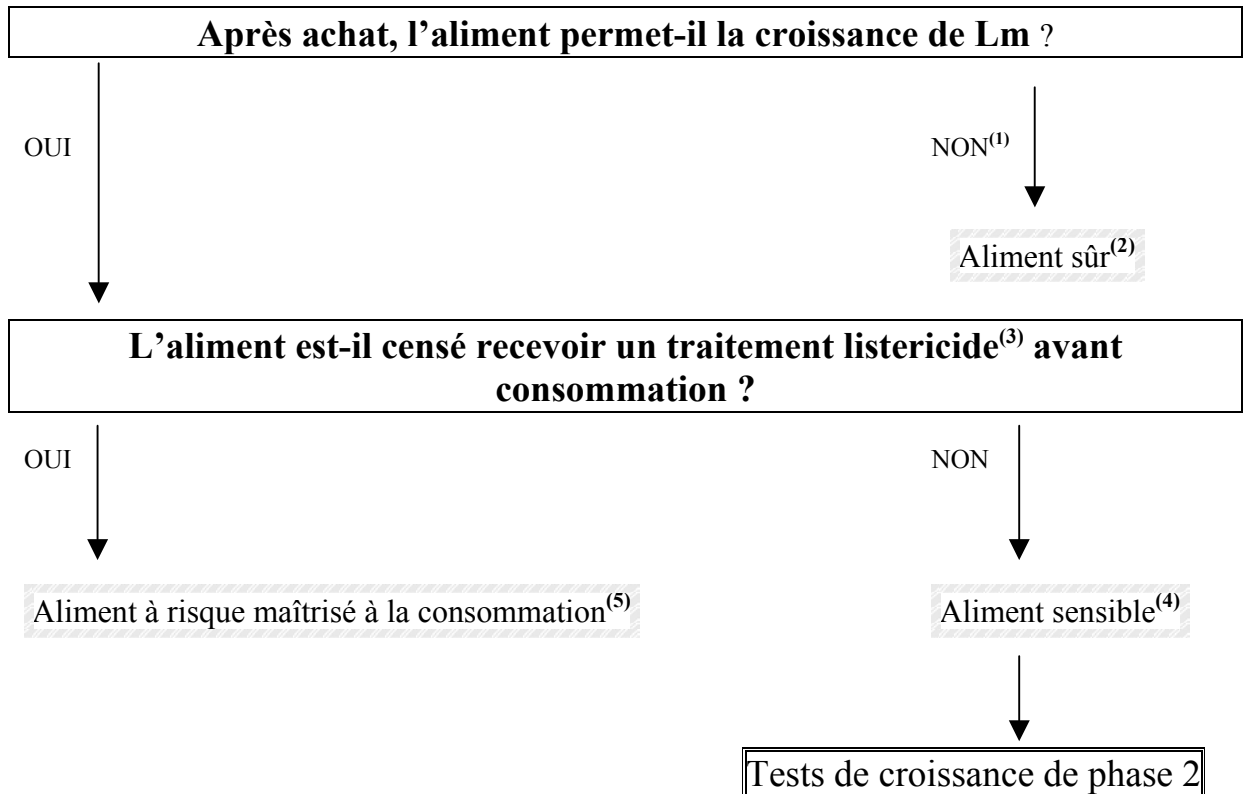 Après achat, l’aliment permet-il la croissance de Lm ?
OUI
NON(1)
Aliment sûr(2)
L’aliment est-il censé recevoir un traitement listericide(3) avant
consommation ?
OUI
NON
Aliment à risque maîtrisé à la consommation(5)
Aliment sensible(4)
Tests de croissance de phase 2